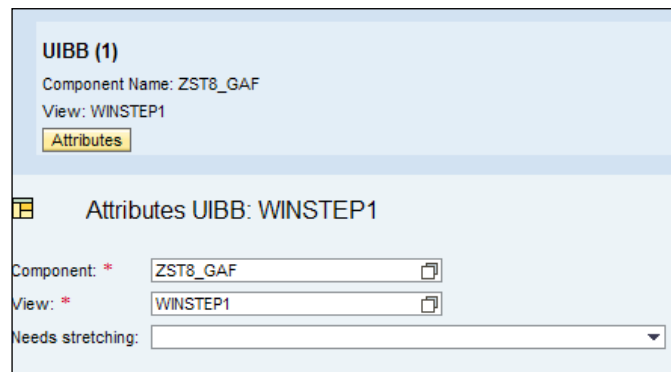 UIBB (1)
Component Name: ZST8_GAF
View: WINSTEP1
Attributes
Attributes UIBB: WINSTEP1
Component: * ZST8_GAF
View: * WINSTEP1
Needs stretching: